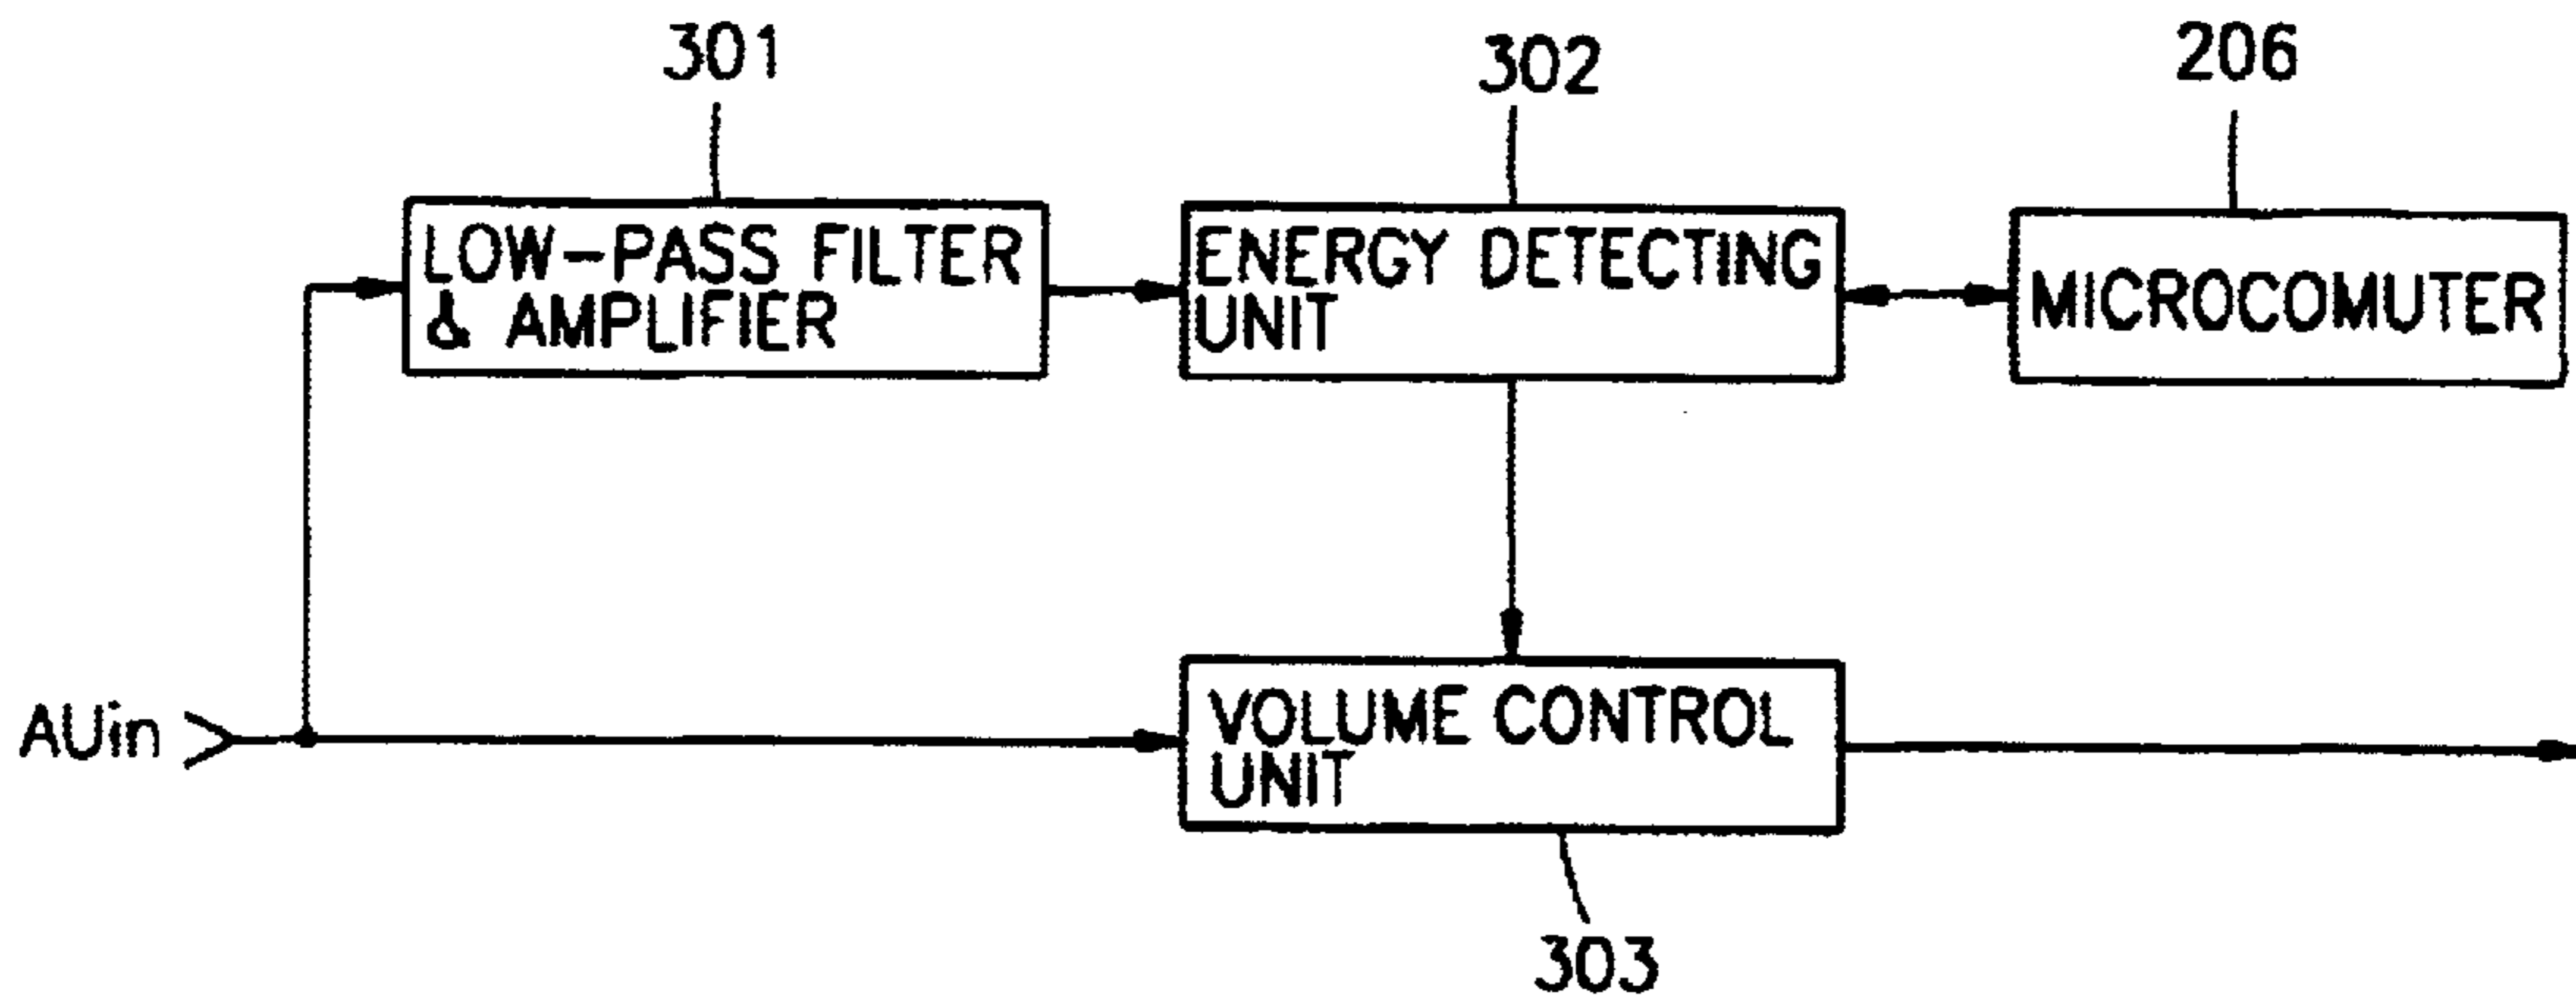 301
302
206
LOW-PASS FILTER
& AMPLIFIER
ENERGY DETECTING
UNIT
MICROCOMUTER
AUin
VOLUME CONTROL
UNIT
303